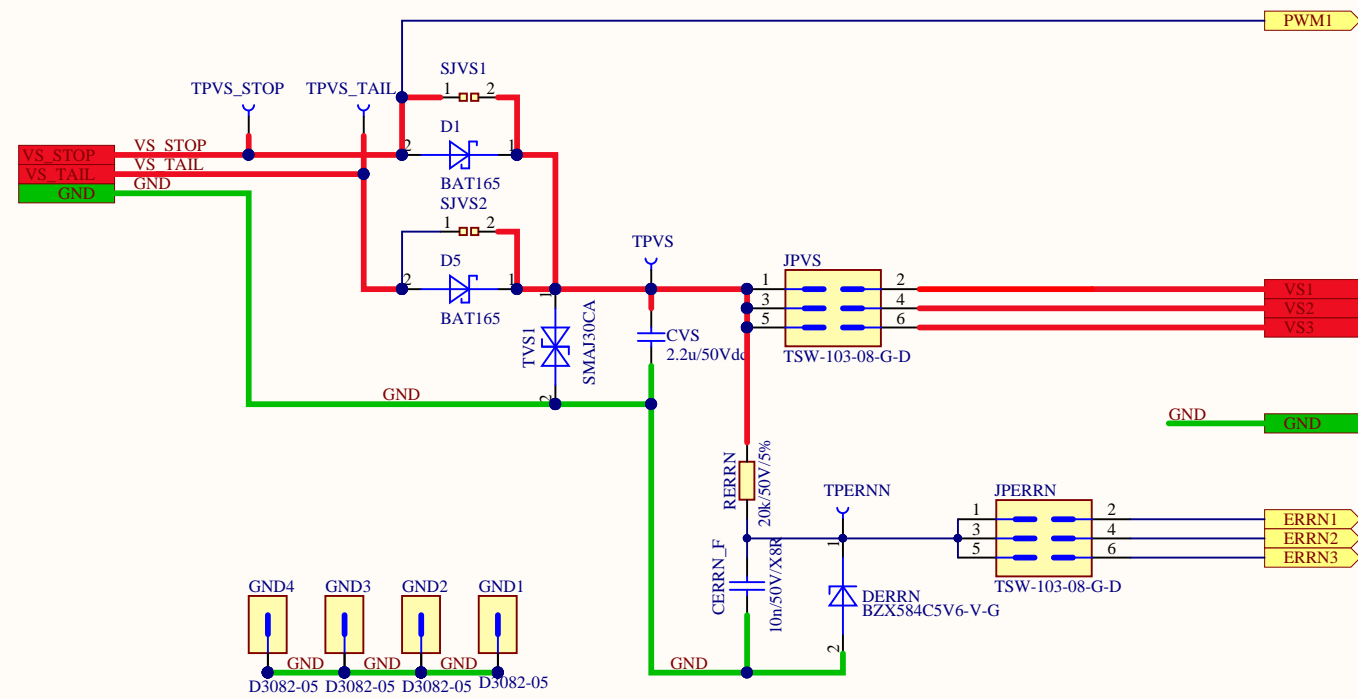 PWM1
SJVS1
1 2
TPVS_STOP
TPVS_TAIL
D1
VS_STOP
VS_STOP
2 1
VS_TAIL
VS_TAIL
GND
GND
BAT165
SJVS2
1 2
TPVS
D5
JPVS
2 1
1 2
VS1
3 4
VS2
5 6
VS3
BAT165
1
TVS1
SMAJ30CA
2
CVS
2.2u/50Vdc
TSW-103-08-G-D
GND
GND
GND
RERRN
20k/50V/5%
TPERNN
JPERRN
1 2
ERRN1
3 4
ERRN2
5 6
ERRN3
1
CERRN_F
10n/50V/X8R
DERRN
BZX584C5V6-V-G
2
TSW-103-08-G-D
GND4
GND3
GND2
GND1
GND
GND
GND
GND
D3082-05
D3082-05
D3082-05
D3082-05